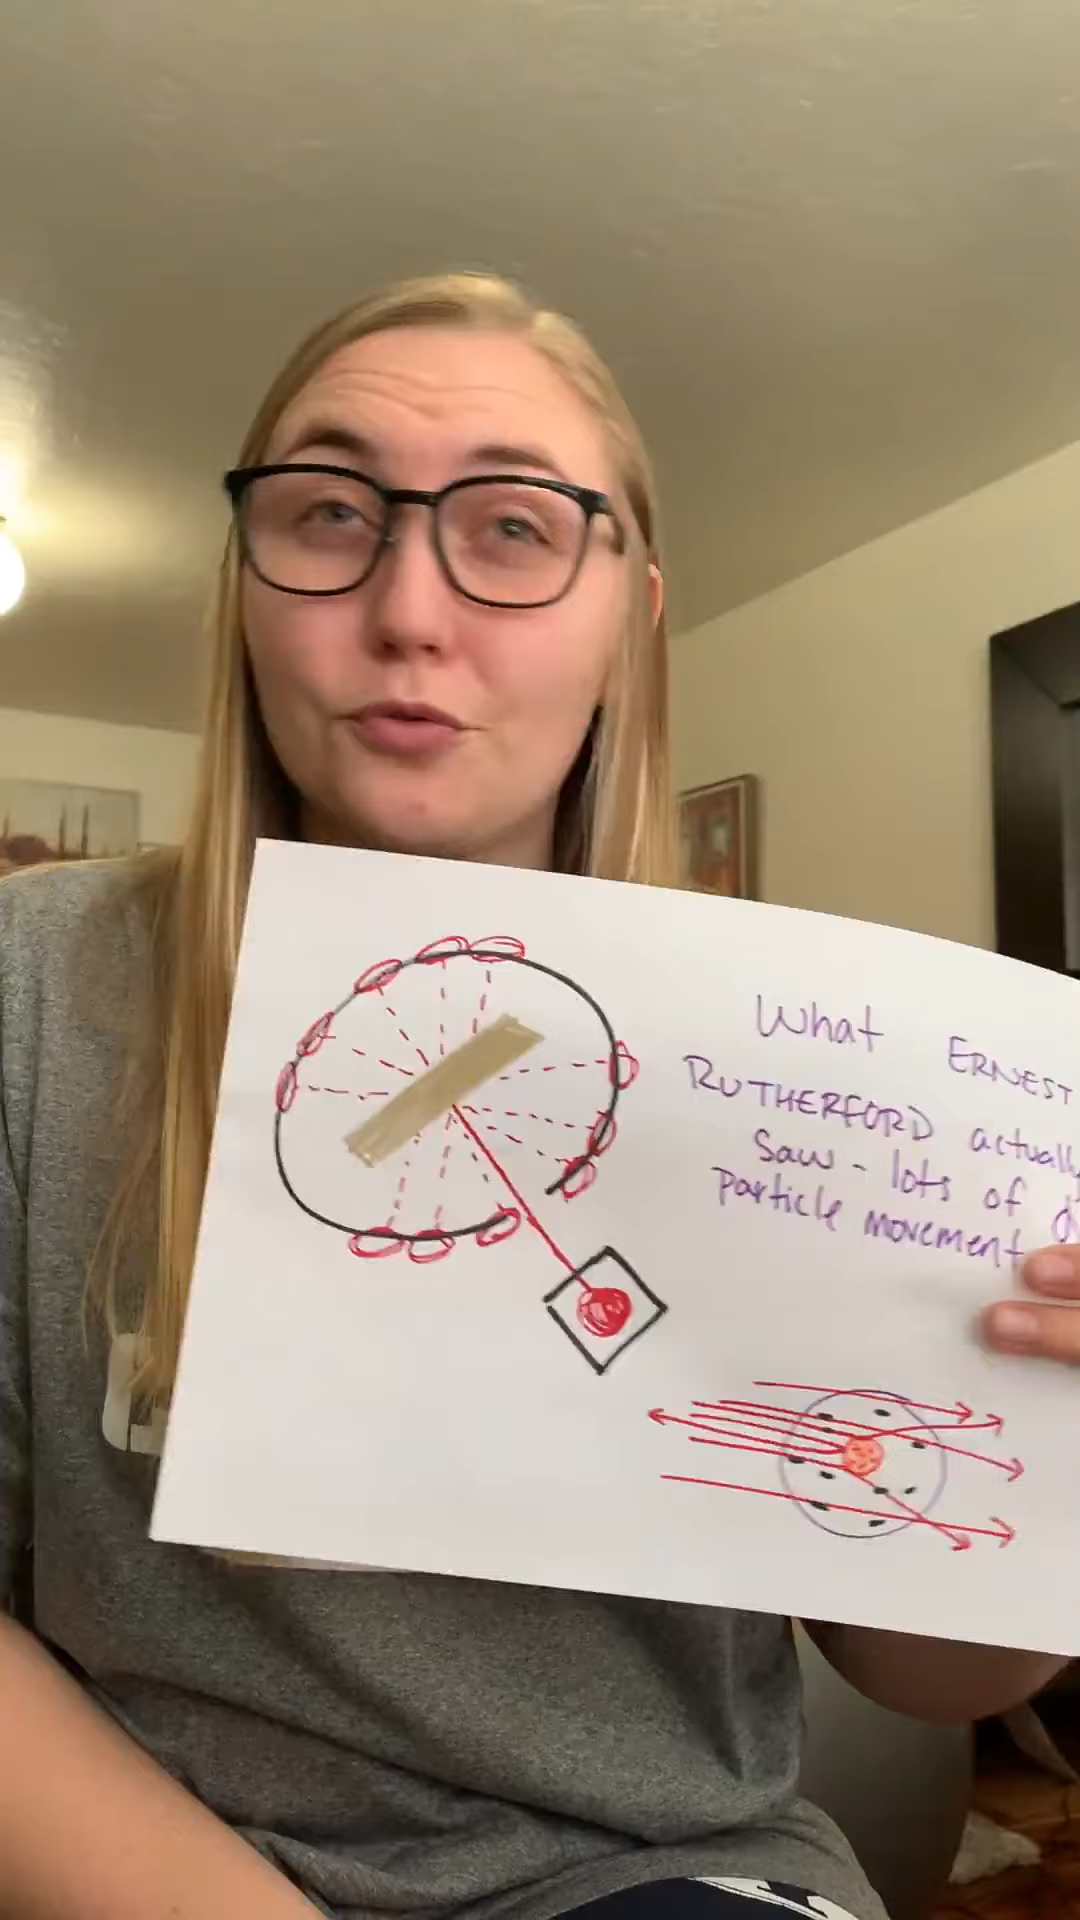 What ERNEST
RUTHERFORD actually
Saw - lots of
particle movement